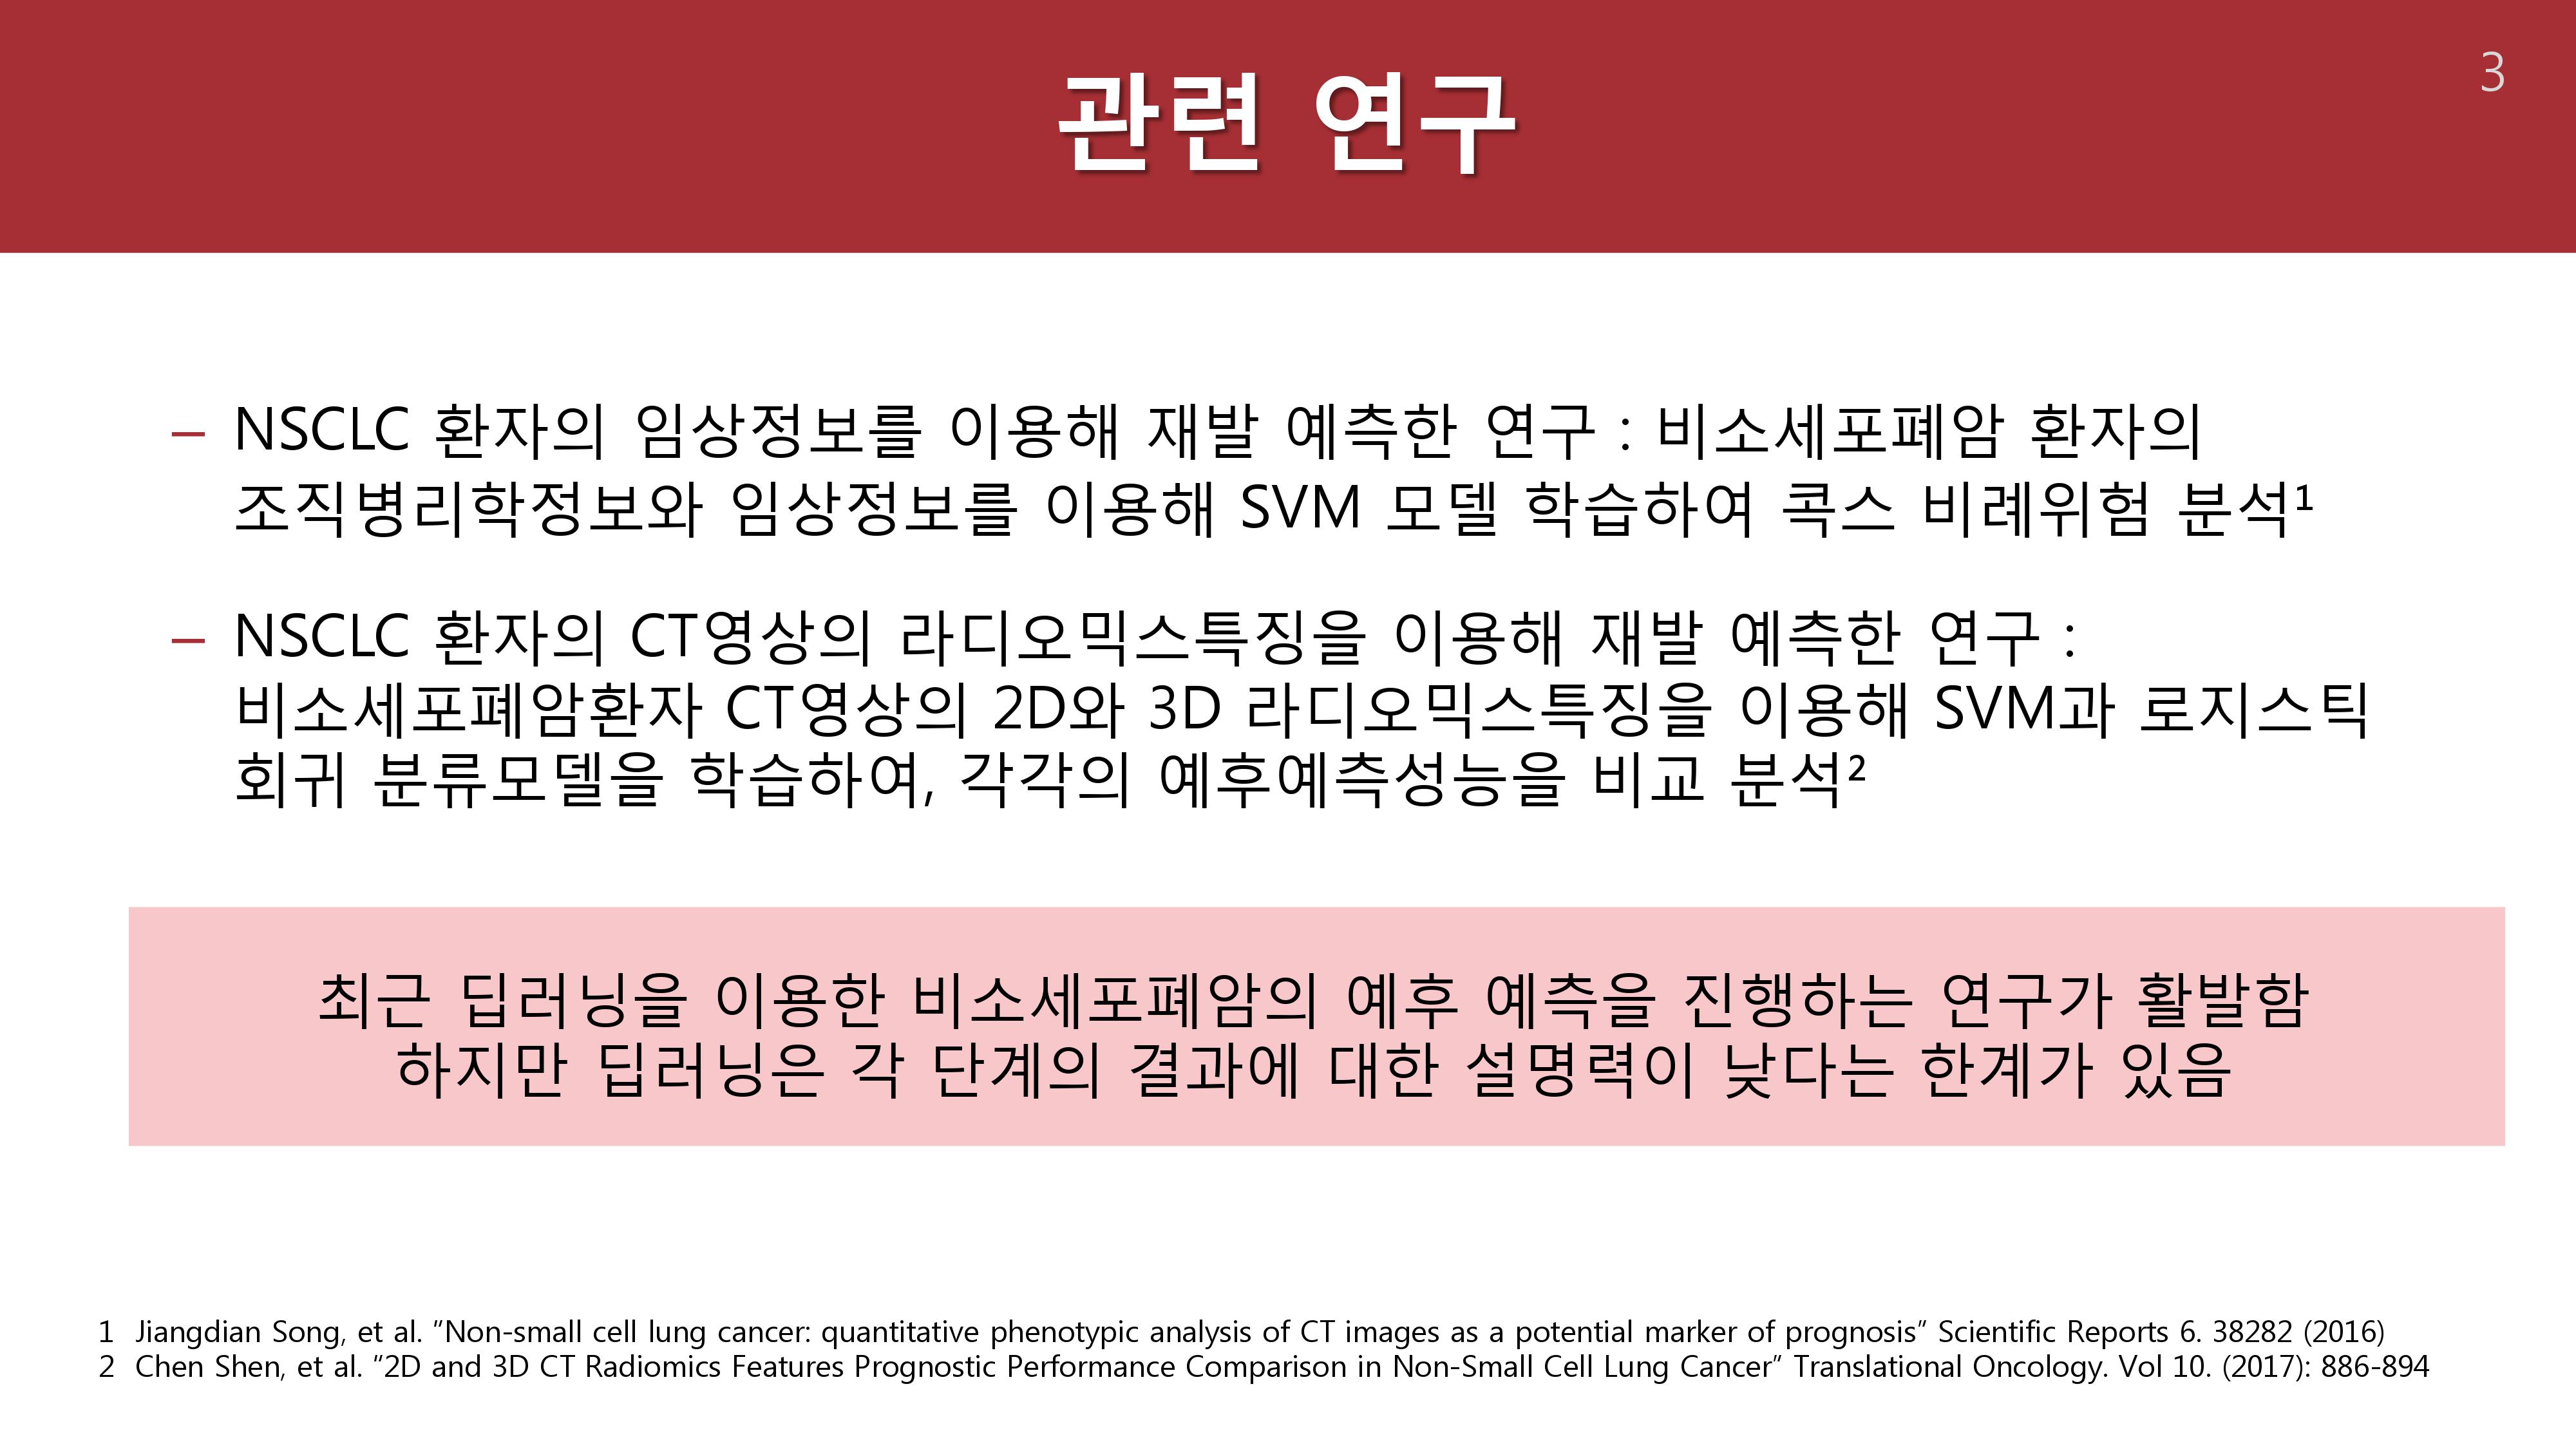 3
관련 연구
– NSCLC 환자의 임상정보를 이용해 재발 예측한 연구 : 비소세포폐암 환자의
조직병리학정보와 임상정보를 이용해 SVM 모델 학습하여 콕스 비례위험 분석¹
– NSCLC 환자의 CT영상의 라디오믹스특징을 이용해 재발 예측한 연구 :
비소세포폐암환자 CT영상의 2D와 3D 라디오믹스특징을 이용해 SVM과 로지스틱
회귀 분류모델을 학습하여, 각각의 예후예측성능을 비교 분석²
최근 딥러닝을 이용한 비소세포폐암의 예후 예측을 진행하는 연구가 활발함
하지만 딥러닝은 각 단계의 결과에 대한 설명력이 낮다는 한계가 있음
1 Jiangdian Song, et al. "Non-small cell lung cancer: quantitative phenotypic analysis of CT images as a potential marker of prognosis" Scientific Reports 6. 38282 (2016)
2 Chen Shen, et al. "2D and 3D CT Radiomics Features Prognostic Performance Comparison in Non-Small Cell Lung Cancer" Translational Oncology. Vol 10. (2017): 886-894